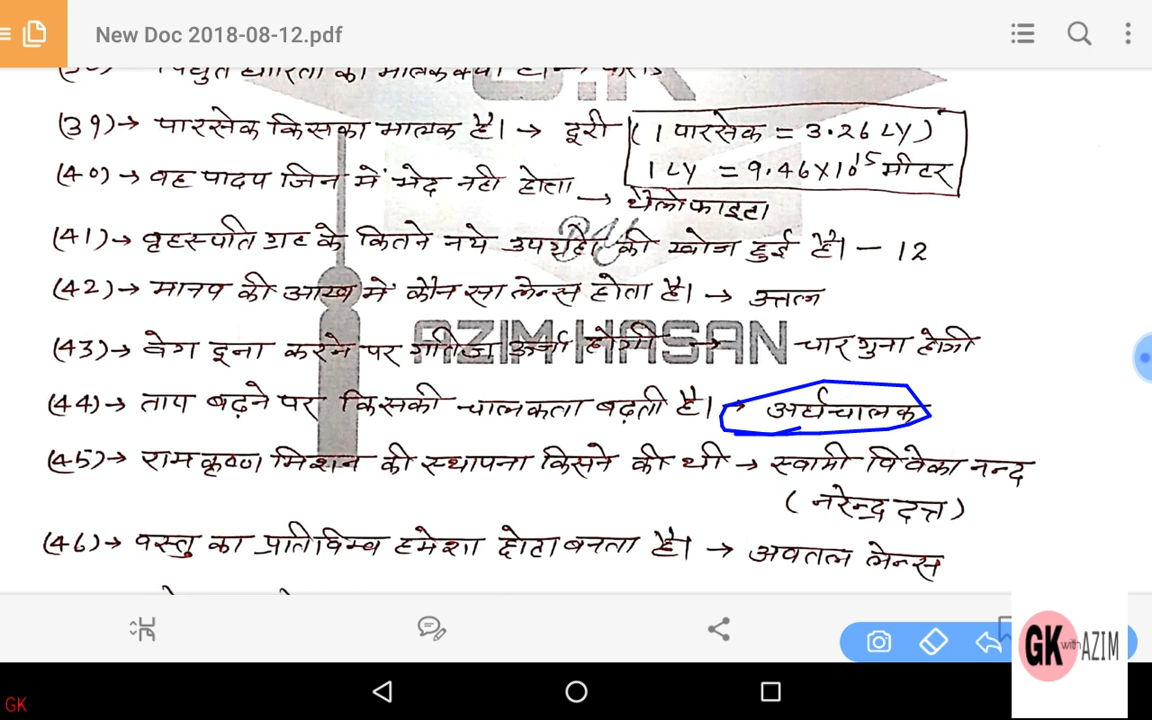 New Doc 2018-08-12.pdf
(39)→ पारसेक किसका मात्रक है। → दूरी (1 पारसेक = 3.26 LY)
1 LY = 9.46×10¹⁵ मीटर
(40)→ वह पादप जिन में भेद नही होता → थैलोफाइटा
(41)→ वृहस्पति ग्रह के कितने नये उपग्रहो की खोज हुई है। – 12
(42)→ मानव की आख में कौन सा लेन्स होता है। → उत्तल
AZIM HASAN
(43)→ वेग दूना करने पर गतिज ऊर्जा होगी → चार गुना होगी
(44)→ ताप बढ़ने पर किसकी चालकता बढ़ती है। → अर्धचालक
(45)→ रामकृष्ण मिशन की स्थापना किसने की थी → स्वामी विवेका नन्द
(नरेन्द्र दत्त)
(46)→ वस्तु का प्रतिविम्ब हमेशा छोटा बनता है। → अवतल लेन्स
GK with AZIM
GK